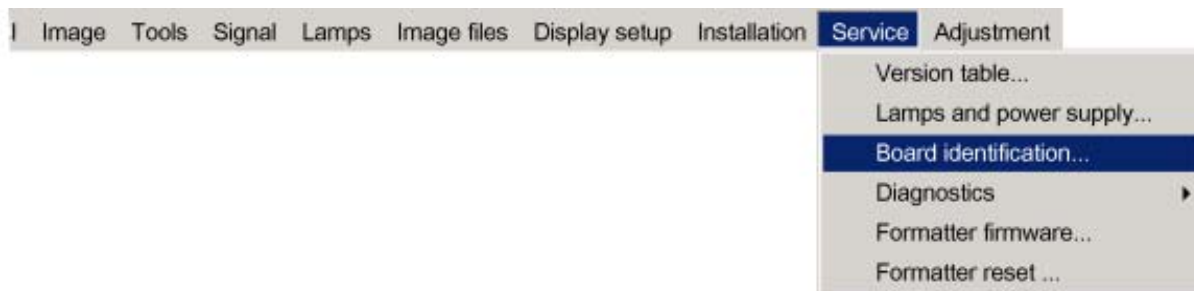 Image Tools Signal Lamps Image files Display setup Installation Service Adjustment
Version table...
Lamps and power supply...
Board identification...
Diagnostics
Formatter firmware...
Formatter reset ...